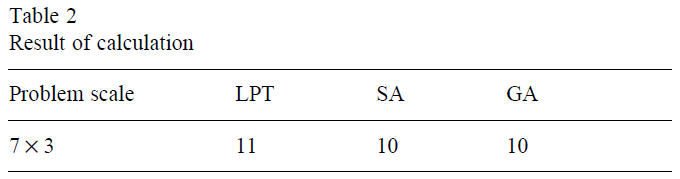 Table 2
Result of calculation
Problem scale LPT SA GA
7 × 3 11 10 10